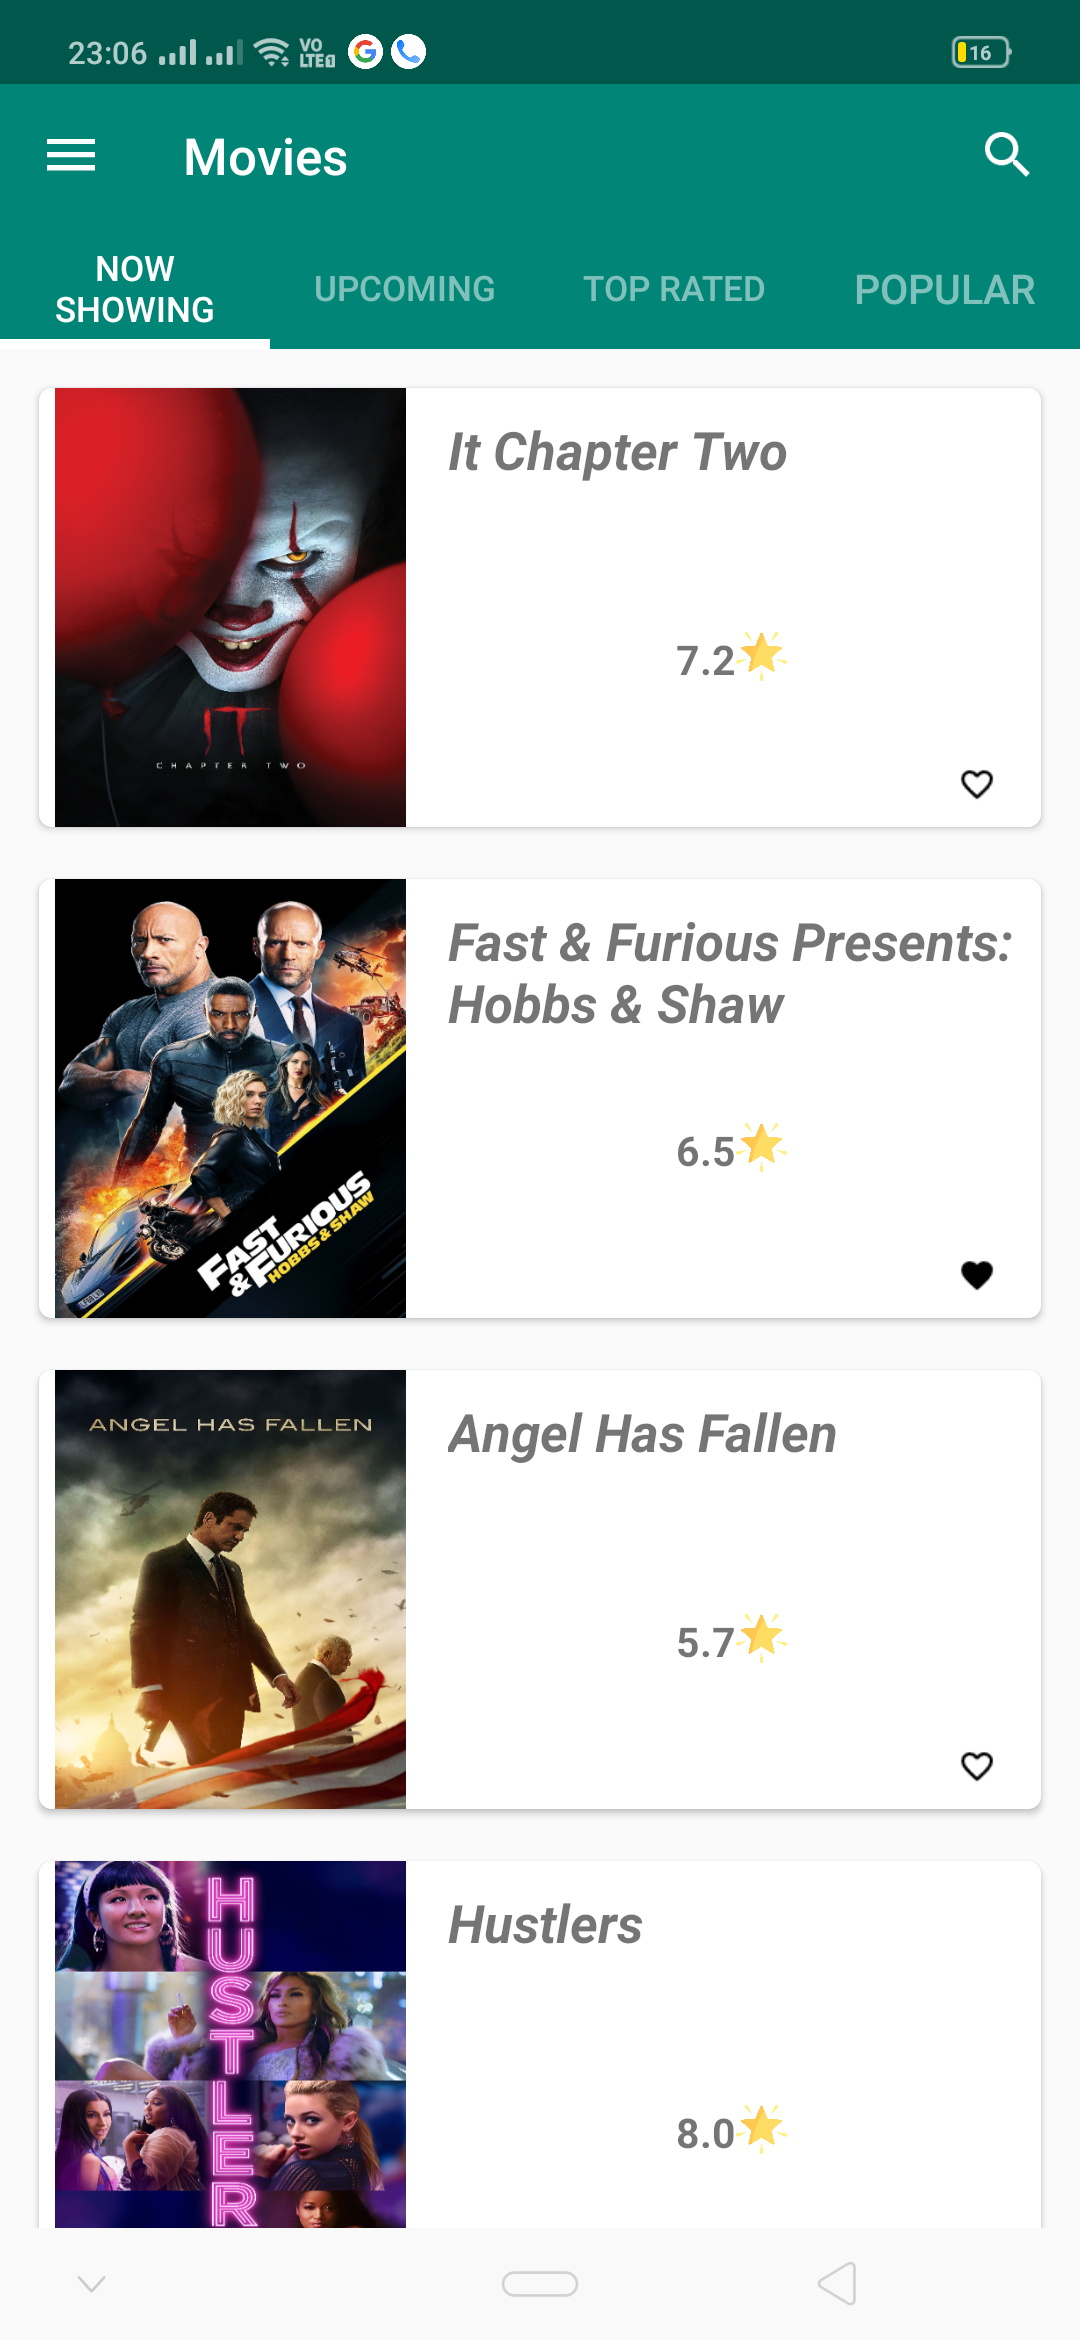 23:06 VO LTE 16
Movies
NOW SHOWING
UPCOMING
TOP RATED
POPULAR
IT
CHAPTER TWO
It Chapter Two
7.2
FAST & FURIOUS
HOBBS & SHAW
Fast & Furious Presents:
Hobbs & Shaw
6.5
ANGEL HAS FALLEN
Angel Has Fallen
5.7
HUSTLER
Hustlers
8.0